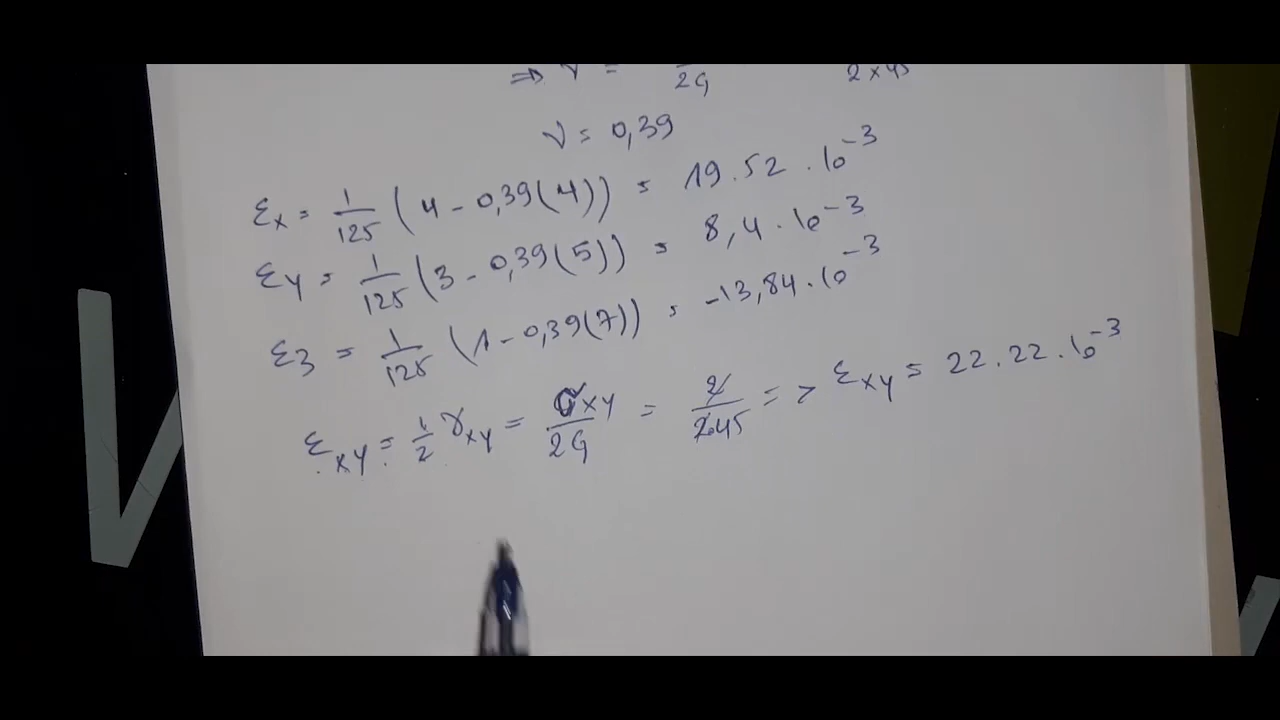 ⇒ ν = / 2G 2×45
ν = 0,39
εx = 1/125 (4 - 0,39(4)) = 19.52 . 10^-3
εy = 1/125 (3 - 0,39(5)) = 8,4 . 10^-3
ε3 = 1/125 (1 - 0,39(7)) = -13,84 . 10^-3
εxy = 1/2 γxy = σxy/2G = 2/2.45 = > εxy = 22.22 . 10^-3